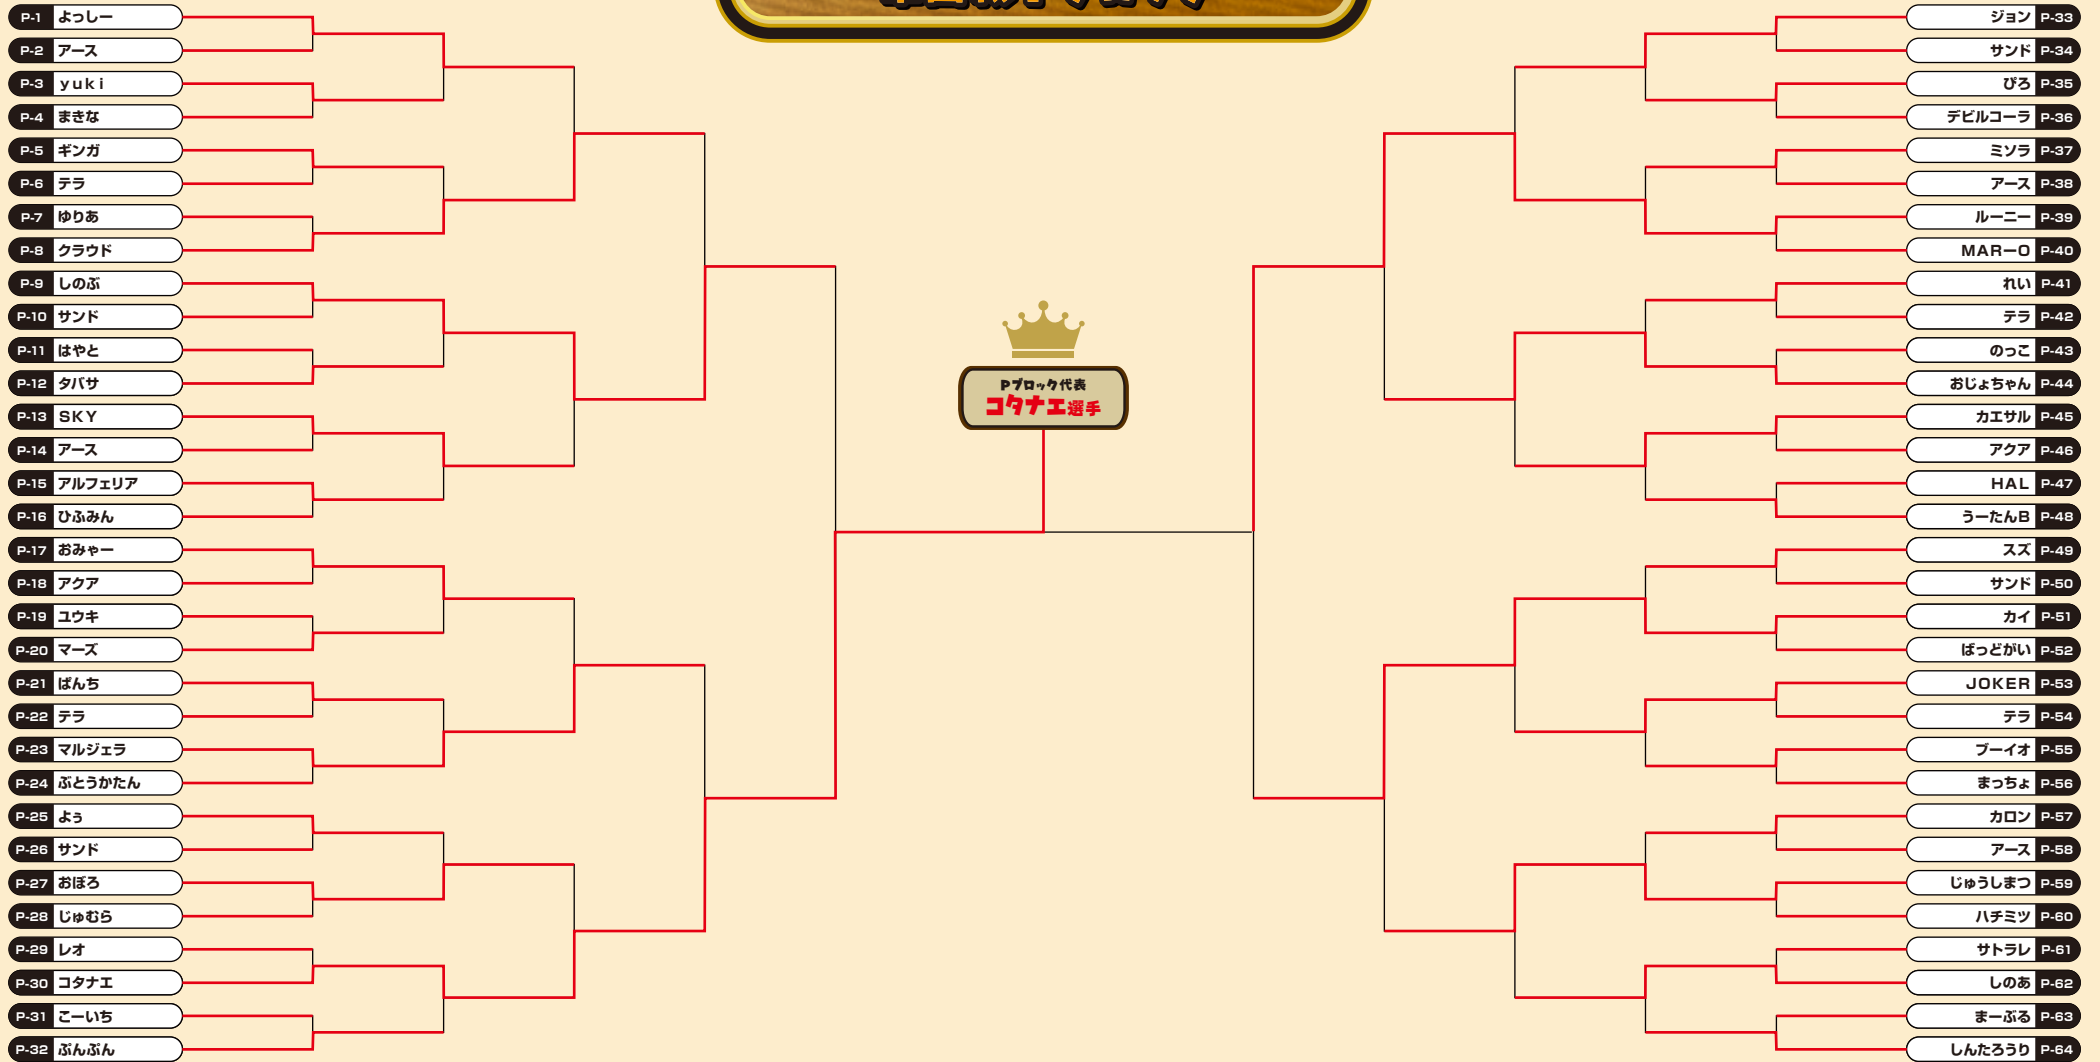 P-1 よっしー
P-2 アース
P-3 yuki
P-4 まきな
P-5 ギンガ
P-6 テラ
P-7 ゆりあ
P-8 クラウド
P-9 しのぶ
P-10 サンド
P-11 はやと
P-12 タバサ
P-13 SKY
P-14 アース
P-15 アルフェリア
P-16 ひふみん
P-17 おみゃー
P-18 アクア
P-19 ユウキ
P-20 マーズ
P-21 ぱんち
P-22 テラ
P-23 マルジェラ
P-24 ぶとうかたん
P-25 よぅ
P-26 サンド
P-27 おぼろ
P-28 じゅむら
P-29 レオ
P-30 コタナエ
P-31 こーいち
P-32 ぷんぷん
Pブロック代表
コタナエ選手
ジョン P-33
サンド P-34
ぴろ P-35
デビルコーラ P-36
ミソラ P-37
アース P-38
ルーニー P-39
MARーO P-40
れい P-41
テラ P-42
のっこ P-43
おじょちゃん P-44
カエサル P-45
アクア P-46
HAL P-47
うーたんB P-48
スズ P-49
サンド P-50
カイ P-51
ばっどがい P-52
JOKER P-53
テラ P-54
ブーイオ P-55
まっちょ P-56
カロン P-57
アース P-58
じゅうしまつ P-59
ハチミツ P-60
サトラレ P-61
しのあ P-62
まーぶる P-63
しんたろうり P-64